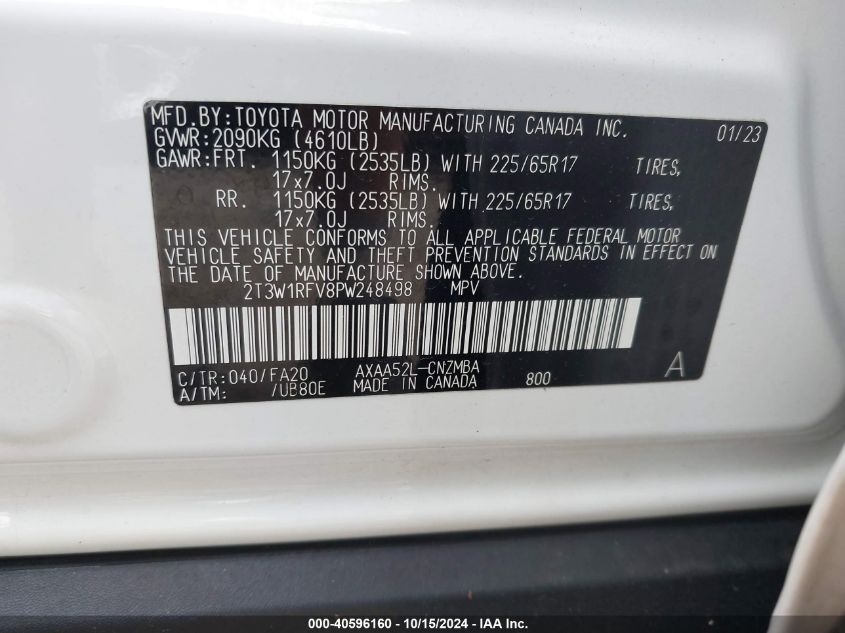 MFD.BY:TOYOTA MOTOR MANUFACTURING CANADA INC. 01/23
GVWR:2090KG (4610LB)
GAWR:FRT. 1150KG (2535LB) WITH 225/65R17 TIRES,
17x7.0J RIMS.
RR. 1150KG (2535LB) WITH 225/65R17 TIRES,
17x7.0J RIMS.
THIS VEHICLE CONFORMS TO ALL APPLICABLE FEDERAL MOTOR
VEHICLE SAFETY AND THEFT PREVENTION STANDARDS IN EFFECT ON
THE DATE OF MANUFACTURE SHOWN ABOVE.
2T3W1RFV8PW248498 MPV
C/TR:040/FA20 AXAA52L-CNZMBA A
A/TM: /UB80E MADE IN CANADA 800
000-40596160 - 10/15/2024 - IAA Inc.